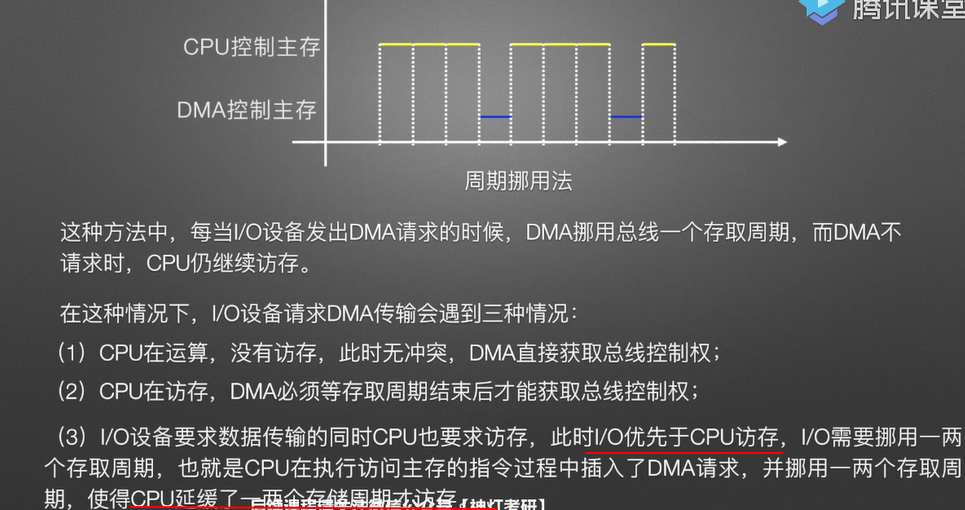 腾讯课堂
CPU控制主存
DMA控制主存
周期挪用法
这种方法中，每当I/O设备发出DMA请求的时候，DMA挪用总线一个存取周期，而DMA不
请求时，CPU仍继续访存。
在这种情况下，I/O设备请求DMA传输会遇到三种情况：
（1）CPU在运算，没有访存，此时无冲突，DMA直接获取总线控制权；
（2）CPU在访存，DMA必须等存取周期结束后才能获取总线控制权；
（3）I/O设备要求数据传输的同时CPU也要求访存，此时I/O优先于CPU访存，I/O需要挪用一两
个存取周期，也就是CPU在执行访问主存的指令过程中插入了DMA请求，并挪用一两个存取周
期，使得CPU延缓了一两个存储周期才访存